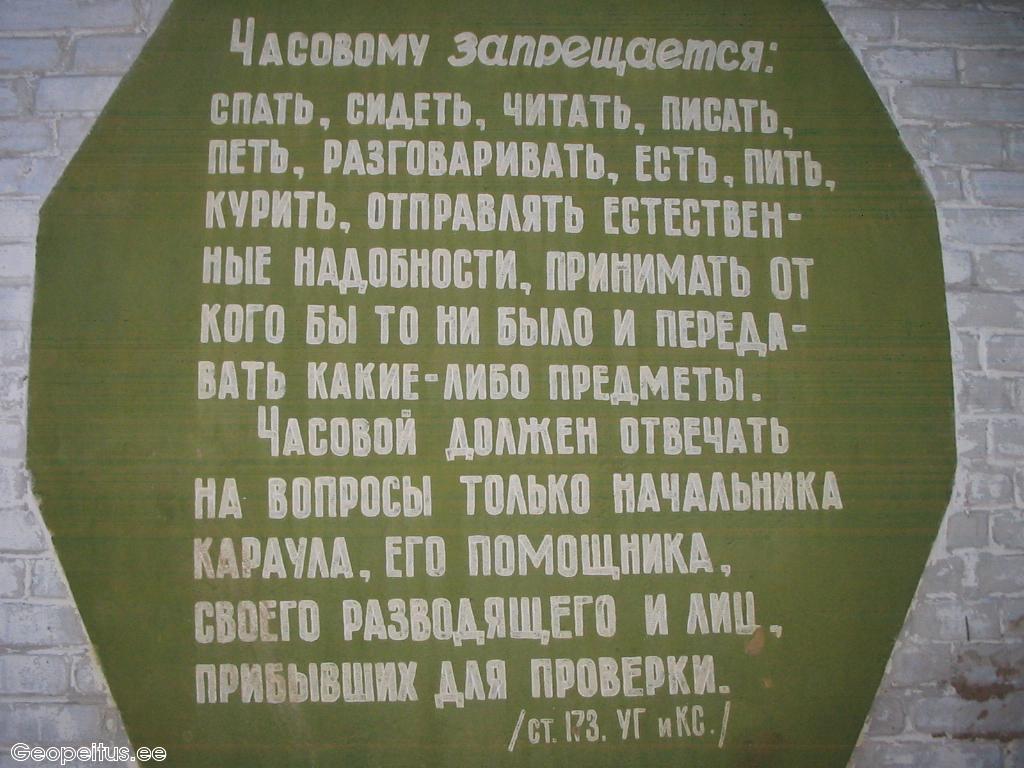 Часовому запрещается:
спать, сидеть, читать, писать,
петь, разговаривать, есть, пить,
курить, отправлять естествен-
ные надобности, принимать от
кого бы то ни было и переда-
вать какие-либо предметы.
Часовой должен отвечать
на вопросы только начальника
караула, его помощника,
своего разводящего и лиц,
прибывших для проверки.
/ст. 173. УГ и КС./
Geopeitus.ee